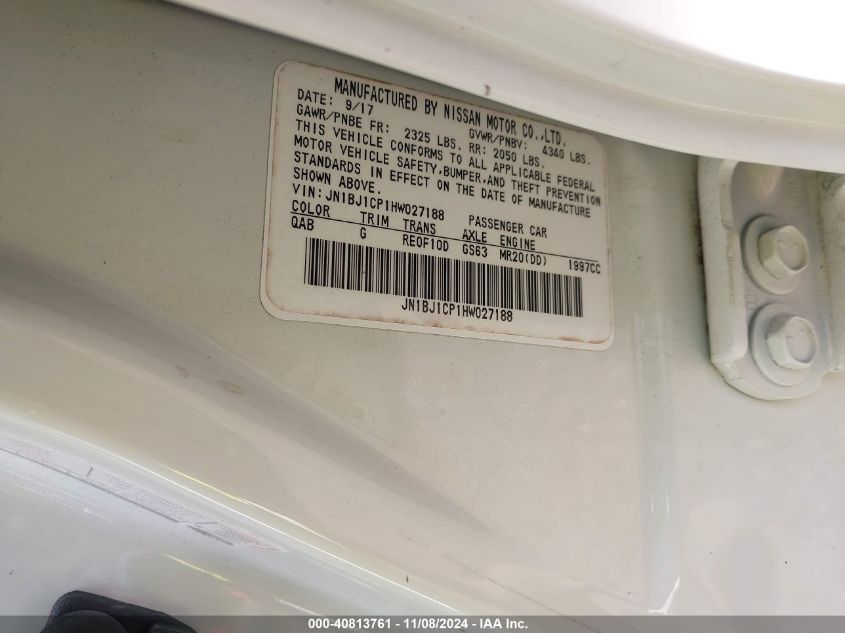 MANUFACTURED BY NISSAN MOTOR CO.,LTD.
DATE: 9/17 GVWR/PNBV: 4340 LBS.
GAWR/PNBE FR: 2325 LBS. RR: 2050 LBS.
THIS VEHICLE CONFORMS TO ALL APPLICABLE FEDERAL
MOTOR VEHICLE SAFETY,BUMPER,AND THEFT PREVENTION
STANDARDS IN EFFECT ON THE DATE OF MANUFACTURE
SHOWN ABOVE.
VIN: JN1BJ1CP1HW027188 PASSENGER CAR
COLOR TRIM TRANS AXLE ENGINE
QAB G RE0F10D GS63 MR20(DD) 1997CC
JN1BJ1CP1HW027188
000-40813761 - 11/08/2024 - IAA Inc.